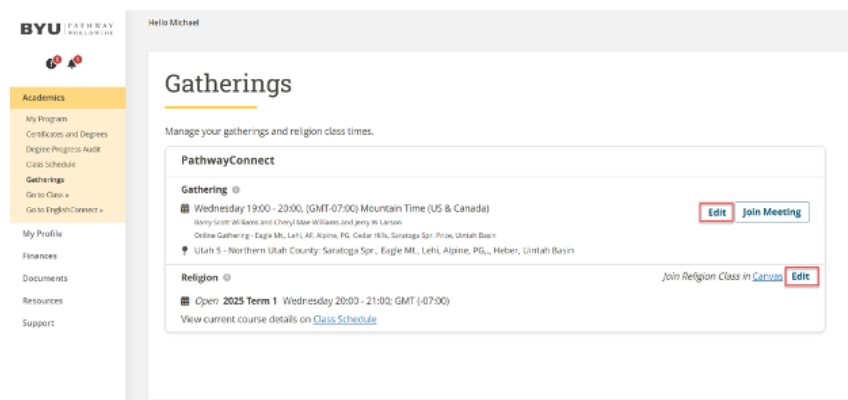 BYU PATHWAY WORLDWIDE
Hello Michael
Academics
My Program
Certificates and Degrees
Degree Progress Audit
Class Schedule
Gatherings
Go to Class »
Go to EnglishConnect »
My Profile
Finances
Documents
Resources
Support
Gatherings
Manage your gatherings and religion class times.
PathwayConnect
Gathering
Wednesday 19:00 - 20:00, (GMT-07:00) Mountain Time (US & Canada)
Barry Scott Williams and Cheryl Mae Williams and Jerry W Larson
Online Gathering - Eagle Mt., Lehi, AF, Alpine, PG, Cedar Hills, Saratoga Spr. Price, Uintah Basin
Utah 5 - Northern Utah County: Saratoga Spr., Eagle Mt., Lehi, Alpine, PG,., Heber, Uintah Basin
Edit
Join Meeting
Religion
Join Religion Class in Canvas Edit
Open 2025 Term 1 Wednesday 20:00 - 21:00; GMT (-07:00)
View current course details on Class Schedule